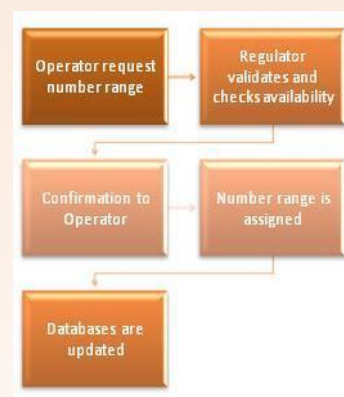 Operator request
number range
Regulator
validates and
checks availability
Confirmation to
Operator
Number range is
assigned
Databases are
updated